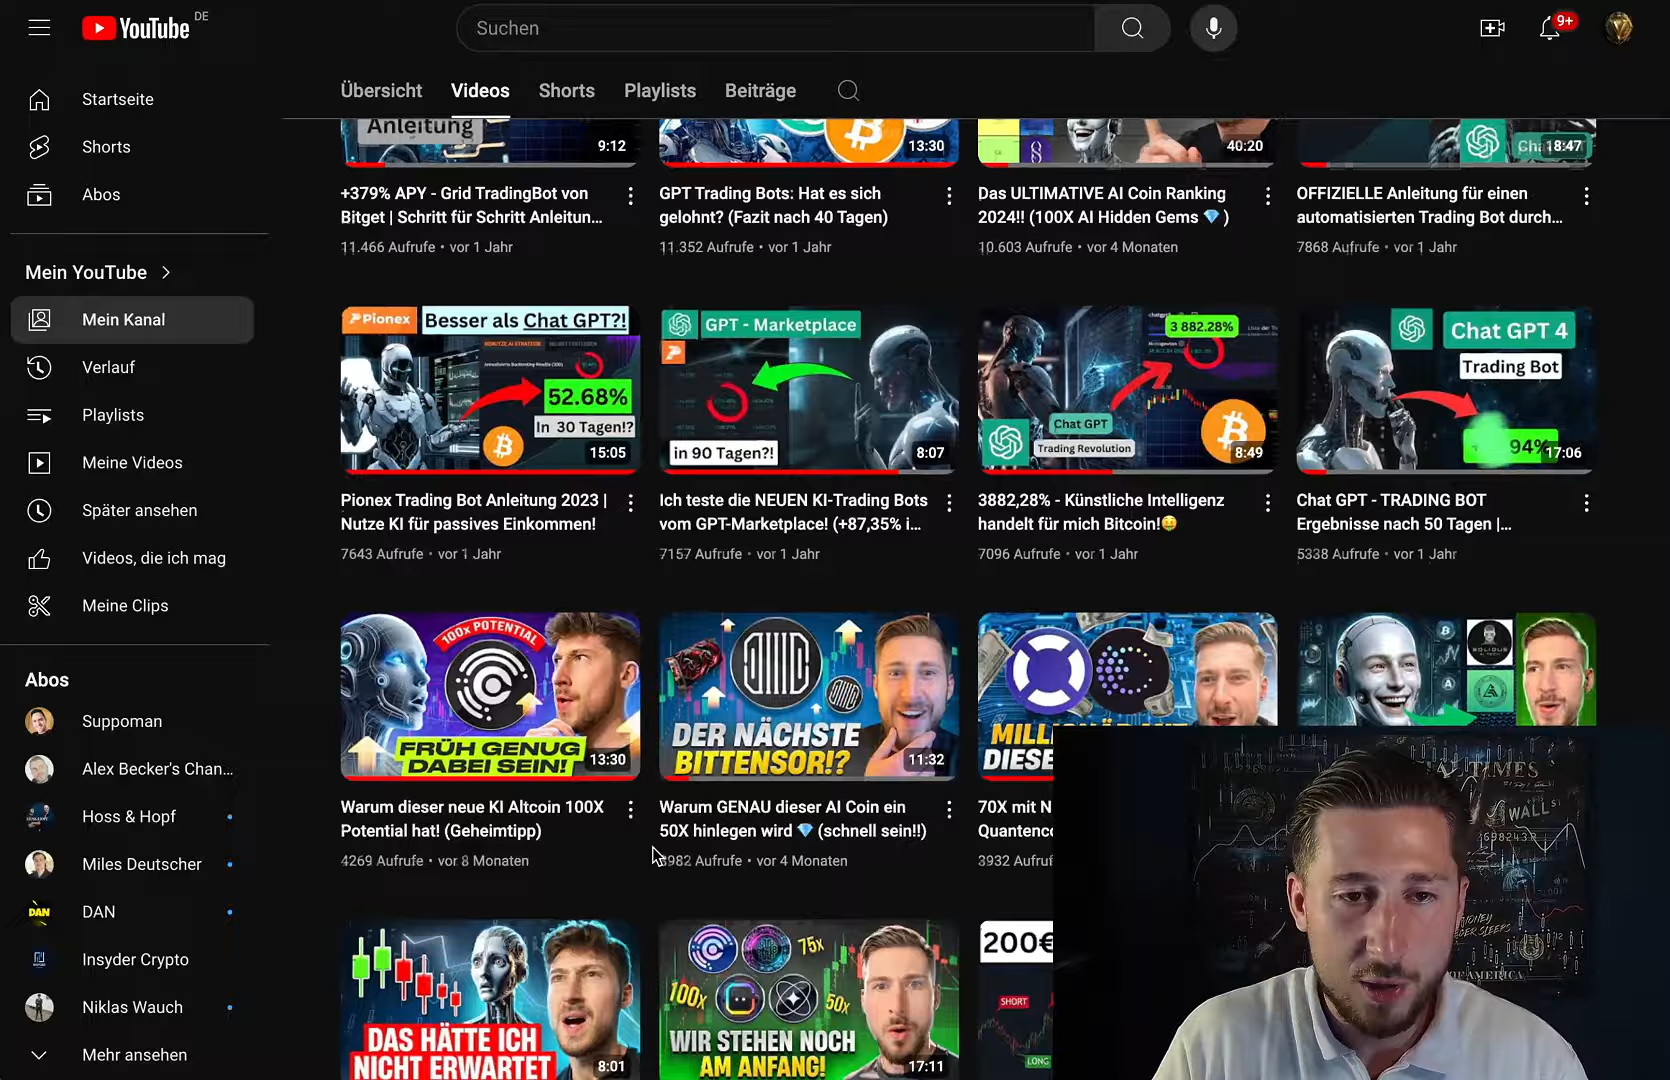 YouTube DE
Suchen
9+
Übersicht
Videos
Shorts
Playlists
Beiträge
Startseite
Shorts
Abos
Mein YouTube
Mein Kanal
Verlauf
Playlists
Meine Videos
Später ansehen
Videos, die ich mag
Meine Clips
Abos
Suppoman
Alex Becker's Chan...
Hoss & Hopf
Miles Deutscher
DAN
DAN
Insyder Crypto
Niklas Wauch
Mehr ansehen
Anleitung
9:12
+379% APY - Grid TradingBot von
Bitget | Schritt für Schritt Anleitun...
11.466 Aufrufe • vor 1 Jahr
13:30
GPT Trading Bots: Hat es sich
gelohnt? (Fazit nach 40 Tagen)
11.352 Aufrufe • vor 1 Jahr
40:20
Das ULTIMATIVE AI Coin Ranking
2024!! (100X AI Hidden Gems 💎 )
10.603 Aufrufe • vor 4 Monaten
18:47
OFFIZIELLE Anleitung für einen
automatisierten Trading Bot durch...
7868 Aufrufe • vor 1 Jahr
Pionex
Besser als Chat GPT?!
52.68%
In 30 Tagen!?
15:05
Pionex Trading Bot Anleitung 2023 |
Nutze KI für passives Einkommen!
7643 Aufrufe • vor 1 Jahr
GPT - Marketplace
in 90 Tagen?!
8:07
Ich teste die NEUEN KI-Trading Bots
vom GPT-Marketplace! (+87,35% i...
7157 Aufrufe • vor 1 Jahr
3 882.28%
Chat GPT
Trading Revolution
8:49
3882,28% - Künstliche Intelligenz
handelt für mich Bitcoin!🤑
7096 Aufrufe • vor 1 Jahr
Chat GPT 4
Trading Bot
94%
17:06
Chat GPT - TRADING BOT
Ergebnisse nach 50 Tagen |...
5338 Aufrufe • vor 1 Jahr
100x POTENTIAL
FRÜH GENUG
DABEI SEIN!
13:30
Warum dieser neue KI Altcoin 100X
Potential hat! (Geheimtipp)
4269 Aufrufe • vor 8 Monaten
DER NÄCHSTE
BITTENSOR!?
11:32
Warum GENAU dieser AI Coin ein
50X hinlegen wird 💎 (schnell sein!!)
982 Aufrufe • vor 4 Monaten
DIESE
70X mit N
Quantenc
3932 Aufruf
SOLIDUS
DAS HÄTTE ICH
NICHT ERWARTET
8:01
100x
75x
50x
WIR STEHEN NOCH
AM ANFANG!
17:11
200€
SHORT
LONG
TIMES
WALL
MONEY
SLEEPS
OF AMERICA